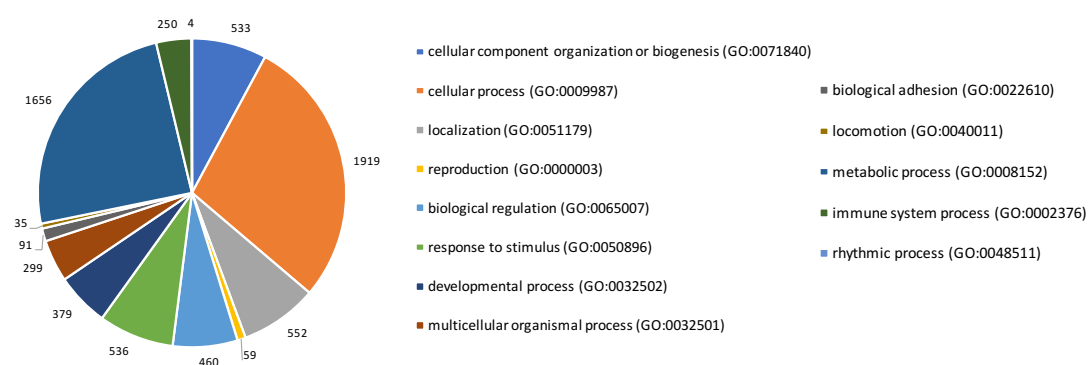 250
4
533
1919
552
59
460
536
379
299
91
35
1656
cellular component organization or biogenesis (GO:0071840)
cellular process (GO:0009987)
localization (GO:0051179)
reproduction (GO:0000003)
biological regulation (GO:0065007)
response to stimulus (GO:0050896)
developmental process (GO:0032502)
multicellular organismal process (GO:0032501)
biological adhesion (GO:0022610)
locomotion (GO:0040011)
metabolic process (GO:0008152)
immune system process (GO:0002376)
rhythmic process (GO:0048511)